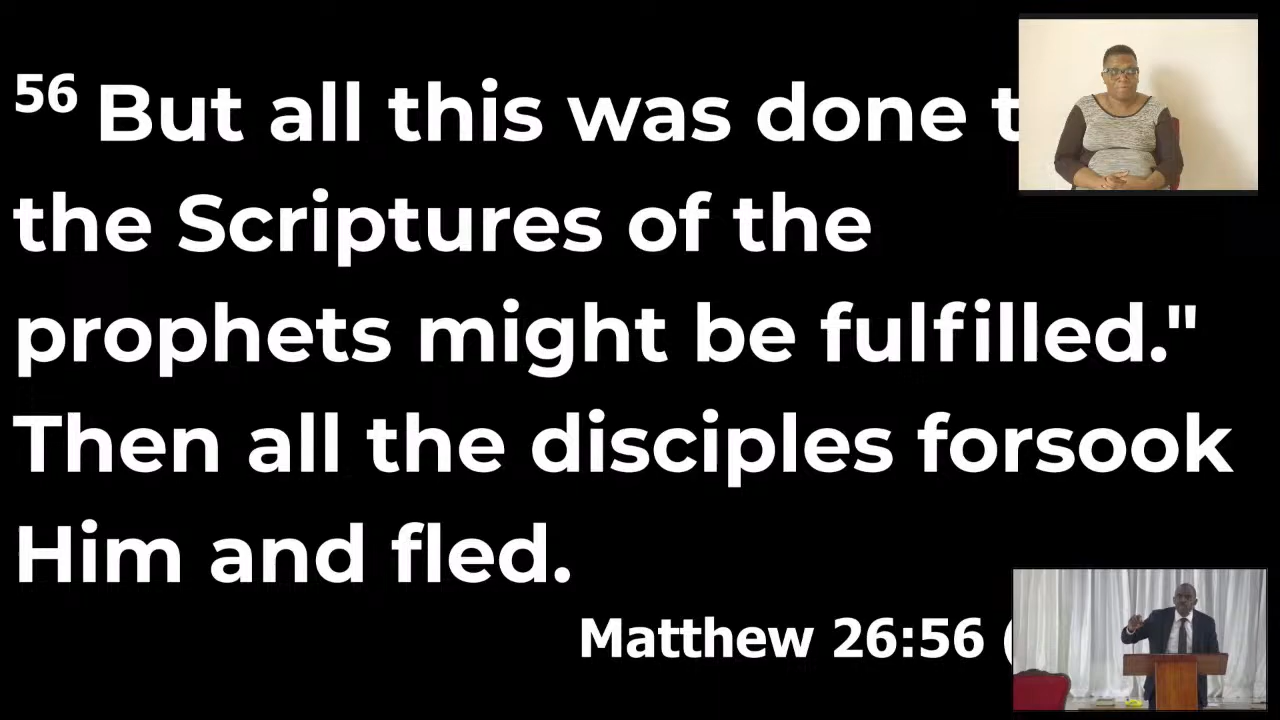 56 But all this was done
the Scriptures of the
prophets might be fulfilled."
Then all the disciples forsook
Him and fled.
Matthew 26:56 (